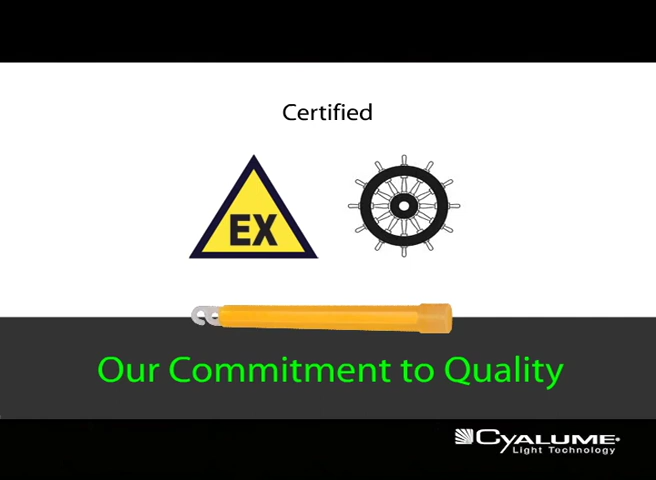 Certified
EX
Our Commitment to Quality
CYALUME
Light Technology